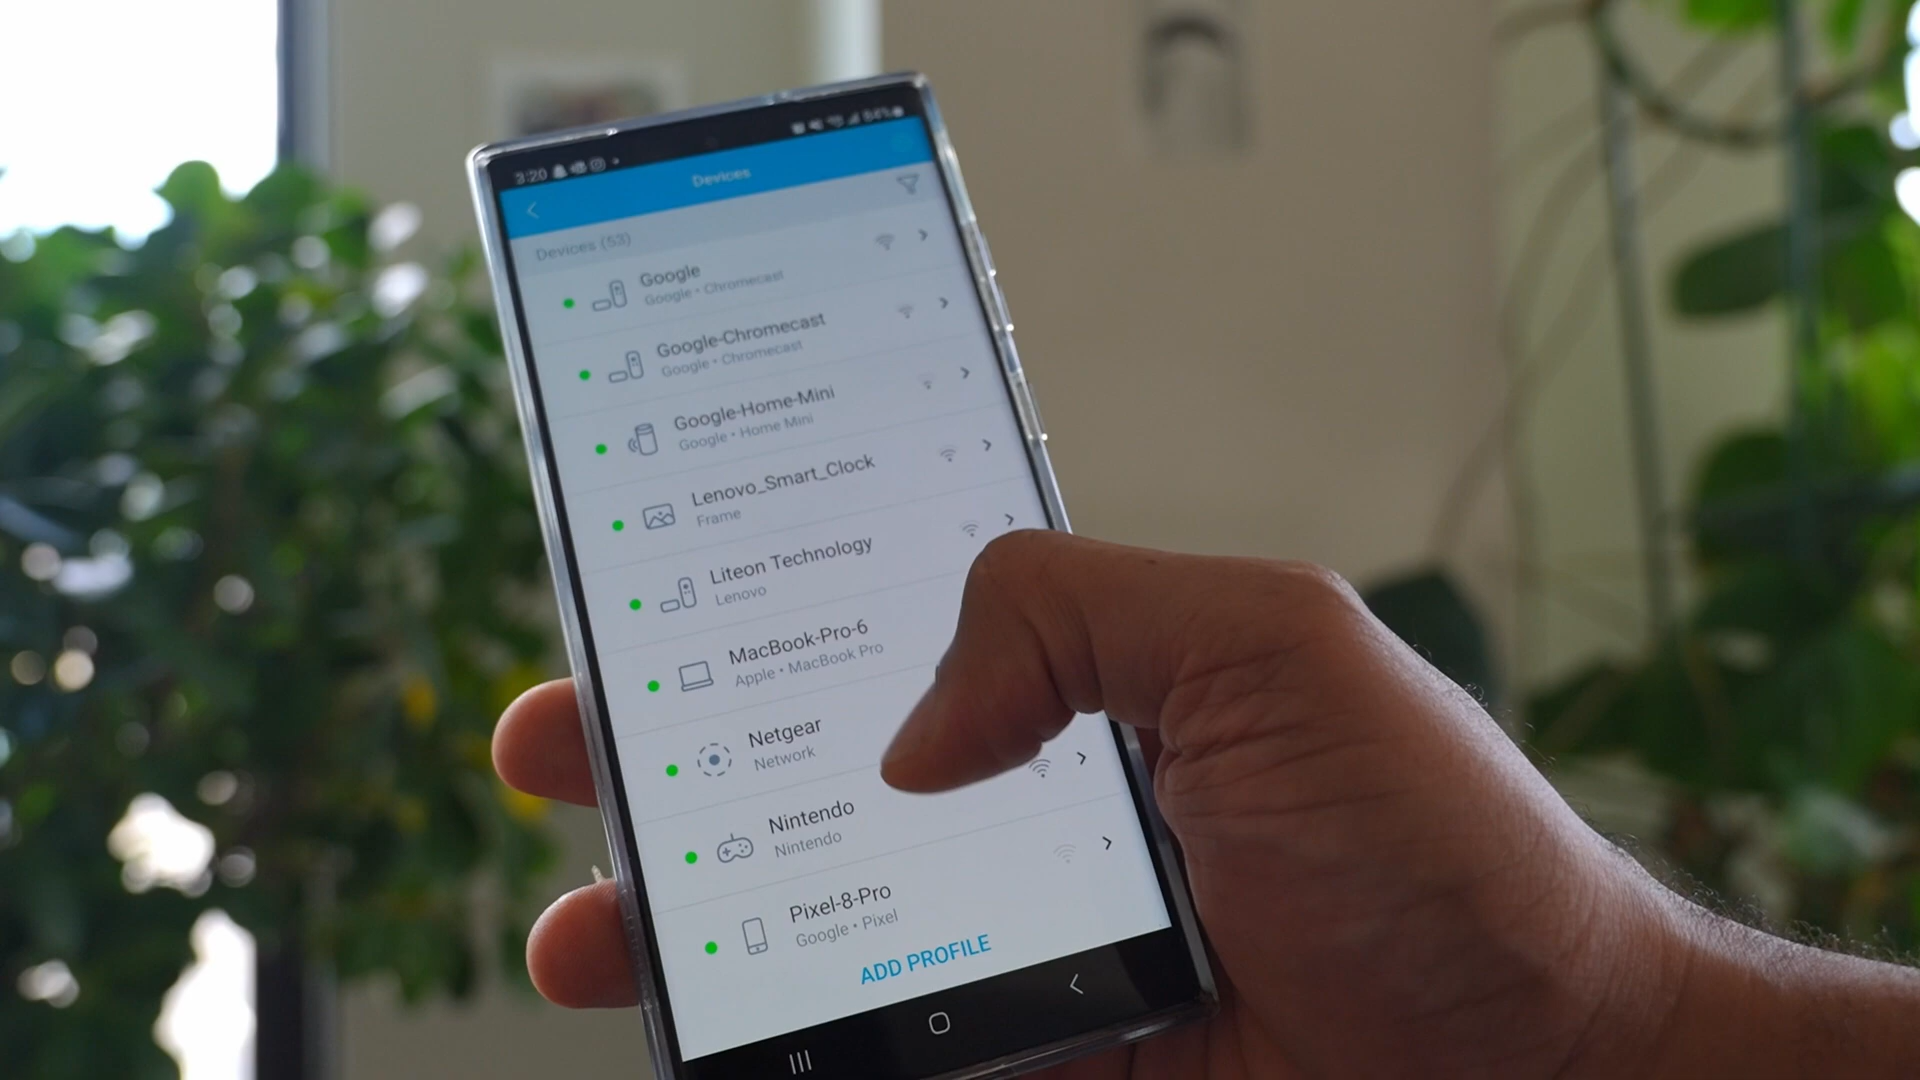 3:20
84%
Devices
Devices (53)
Google
Google • Chromecast
Google-Chromecast
Google • Chromecast
Google-Home-Mini
Google • Home Mini
Lenovo_Smart_Clock
Frame
Liteon Technology
Lenovo
MacBook-Pro-6
Apple • MacBook Pro
Netgear
Network
Nintendo
Nintendo
Pixel-8-Pro
Google • Pixel
ADD PROFILE